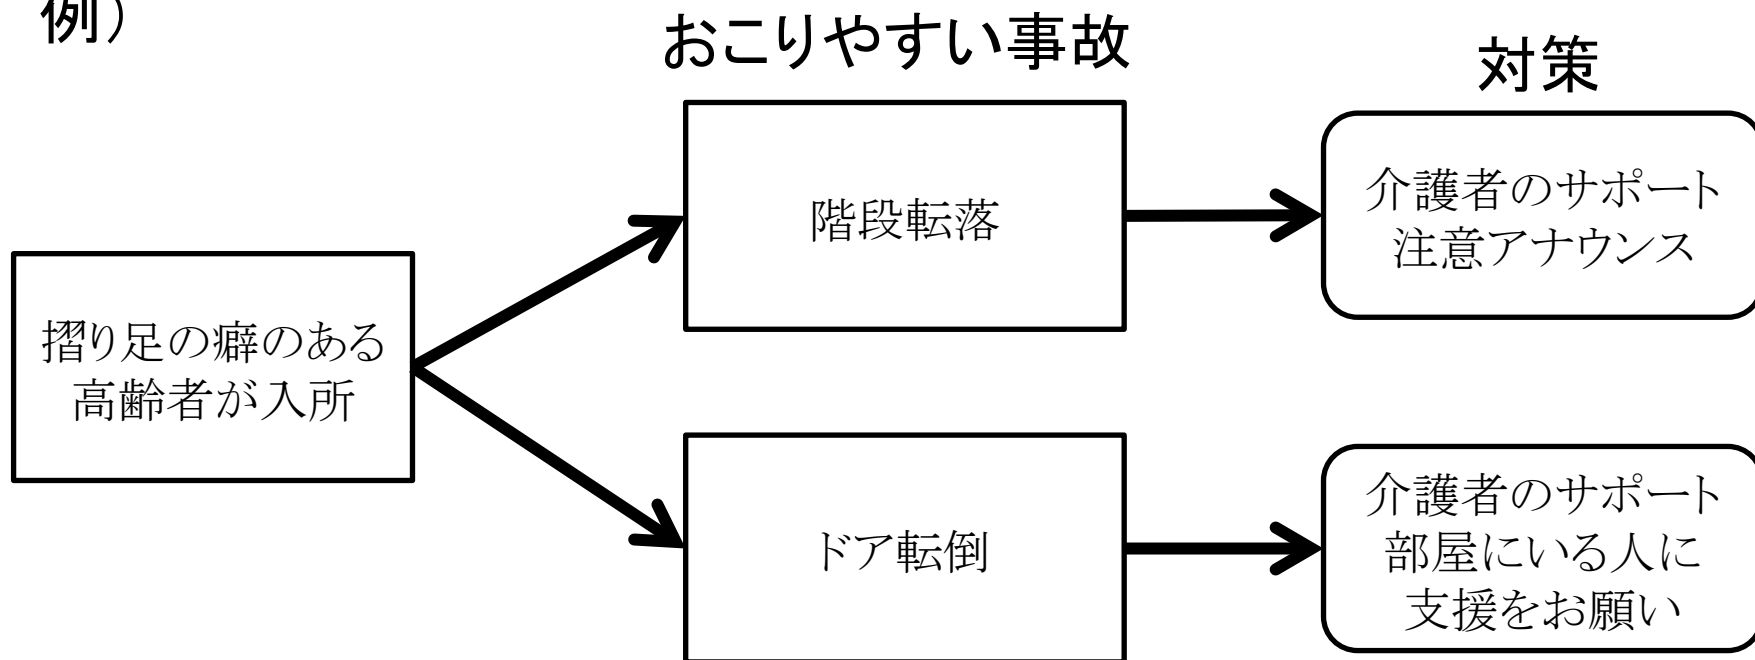 例）
おこりやすい事故
対策
階段転落
介護者のサポート
注意アナウンス
摺り足の癖のある
高齢者が入所
ドア転倒
介護者のサポート
部屋にいる人に
支援をお願い